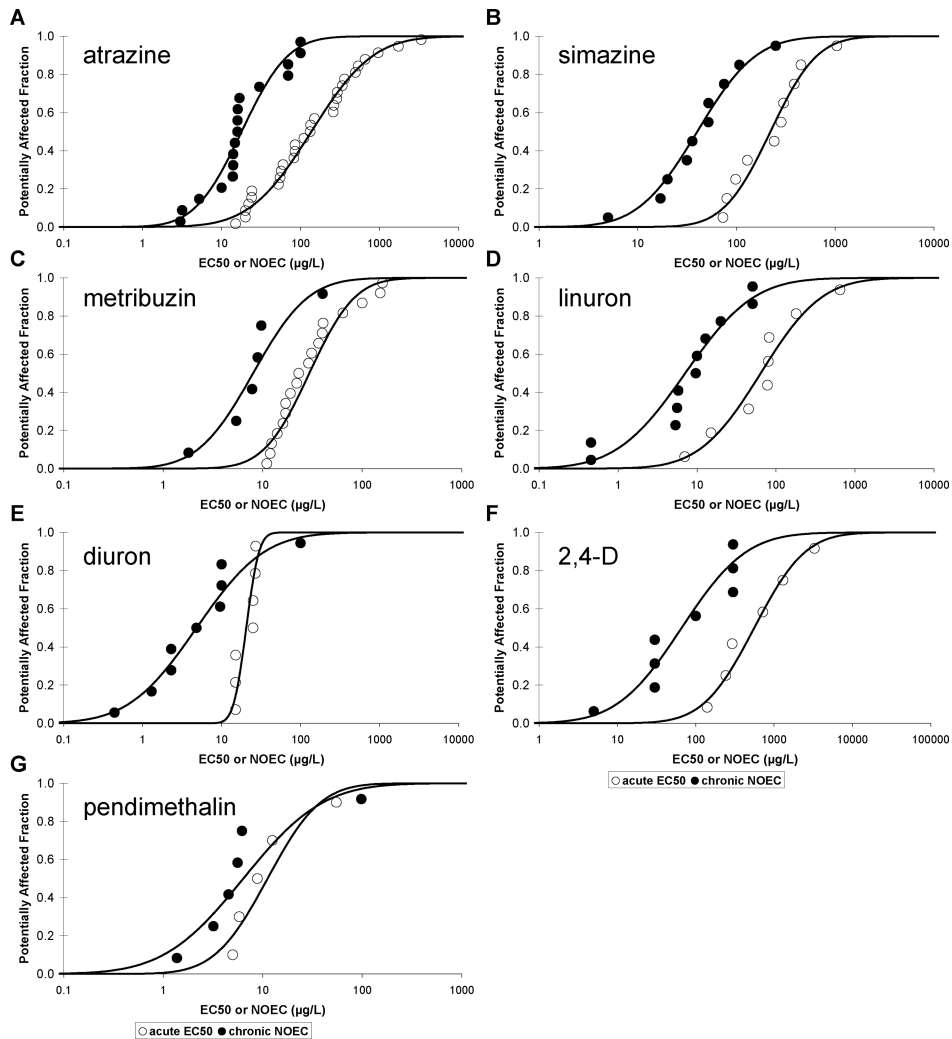 A
atrazine
Potentially Affected Fraction
1.0
0.8
0.6
0.4
0.2
0.0
0.1 1 10 100 1000 10000
EC50 or NOEC (µg/L)
B
simazine
Potentially Affected Fraction
1.0
0.8
0.6
0.4
0.2
0.0
1 10 100 1000 10000
EC50 or NOEC (µg/L)
C
metribuzin
Potentially Affected Fraction
1.0
0.8
0.6
0.4
0.2
0.0
0.1 1 10 100 1000
EC50 or NOEC (µg/L)
D
linuron
Potentially Affected Fraction
1.0
0.8
0.6
0.4
0.2
0.0
0.1 1 10 100 1000 10000
EC50 or NOEC (µg/L)
E
diuron
Potentially Affected Fraction
1.0
0.8
0.6
0.4
0.2
0.0
0.1 1 10 100 1000 10000
EC50 or NOEC (µg/L)
F
2,4-D
Potentially Affected Fraction
1.0
0.8
0.6
0.4
0.2
0.0
1 10 100 1000 10000 100000
EC50 or NOEC (µg/L)
acute EC50 chronic NOEC
G
pendimethalin
Potentially Affected Fraction
1.0
0.8
0.6
0.4
0.2
0.0
0.1 1 10 100 1000
EC50 or NOEC (µg/L)
acute EC50 chronic NOEC